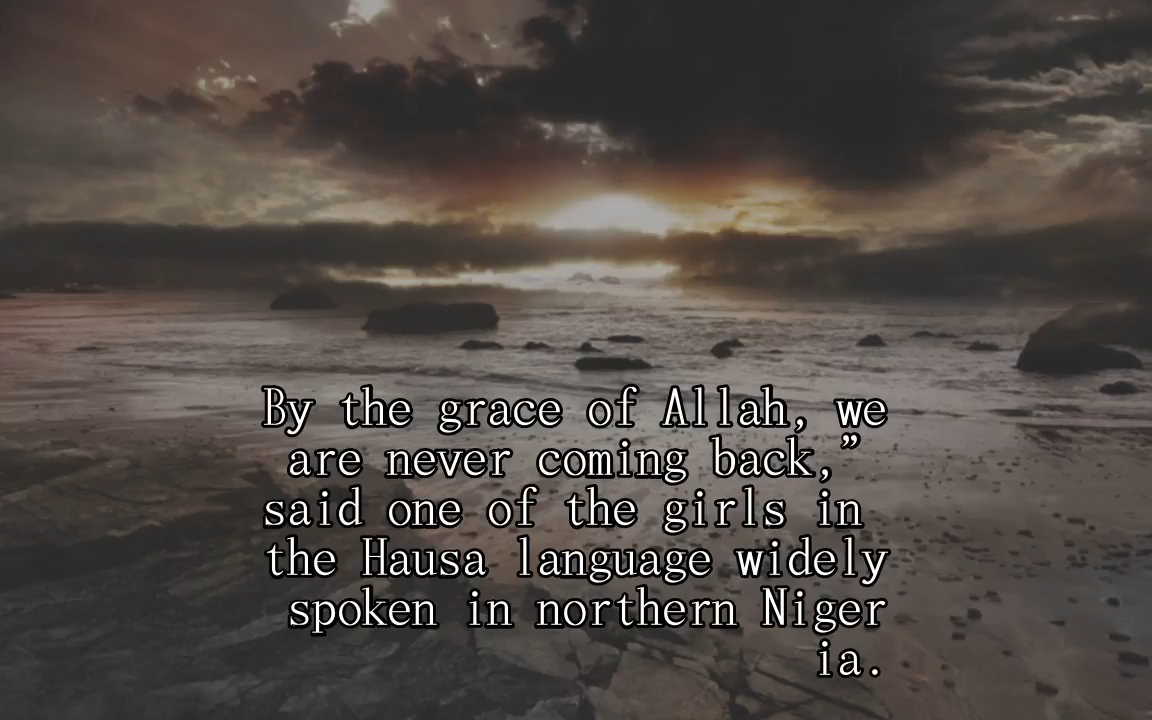 By the grace of Allah, we
are never coming back,”
said one of the girls in
the Hausa language widely
spoken in northern Niger
ia.